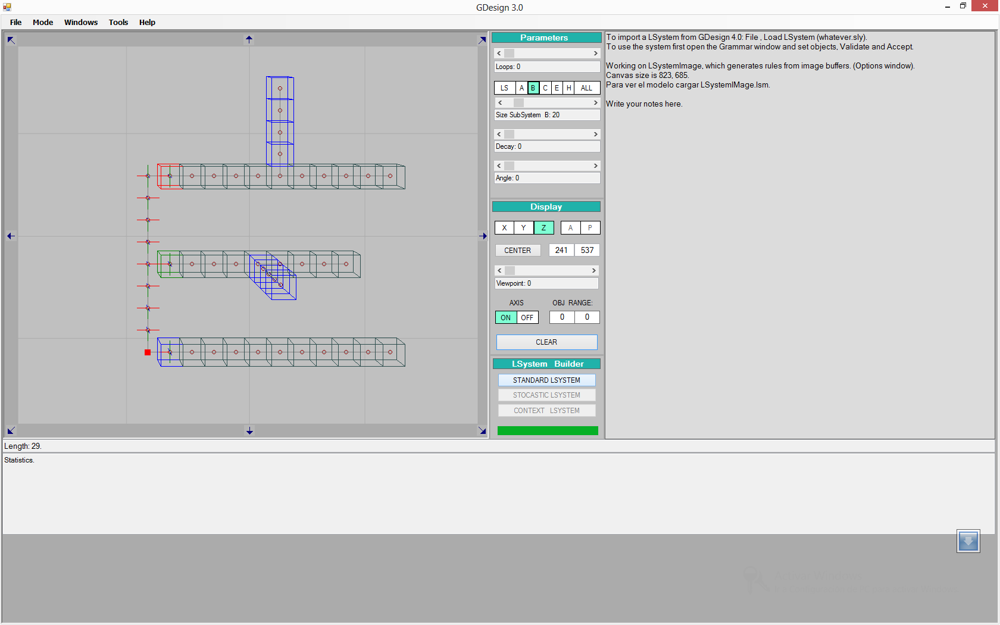 GDesign 3.0
File Mode Windows Tools Help
Parameters
Loops: 0
LS A B C E H ALL
Size SubSystem B: 20
Decay: 0
Angle: 0
Display
X Y Z A P
CENTER 241 537
Viewpoint: 0
AXIS OBJ RANGE:
ON OFF 0 0
CLEAR
LSystem Builder
STANDARD LSYSTEM
STOCASTIC LSYSTEM
CONTEXT LSYSTEM
To import a LSystem from GDesign 4.0: File , Load LSystem (whatever.sly).
To use the system first open the Grammar window and set objects, Validate and Accept.
Working on LSystemImage, which generates rules from image buffers. (Options window).
Canvas size is 823, 685.
Para ver el modelo cargar LSystemIMage.lsm.
Write your notes here.
Length: 29.
Statistics.